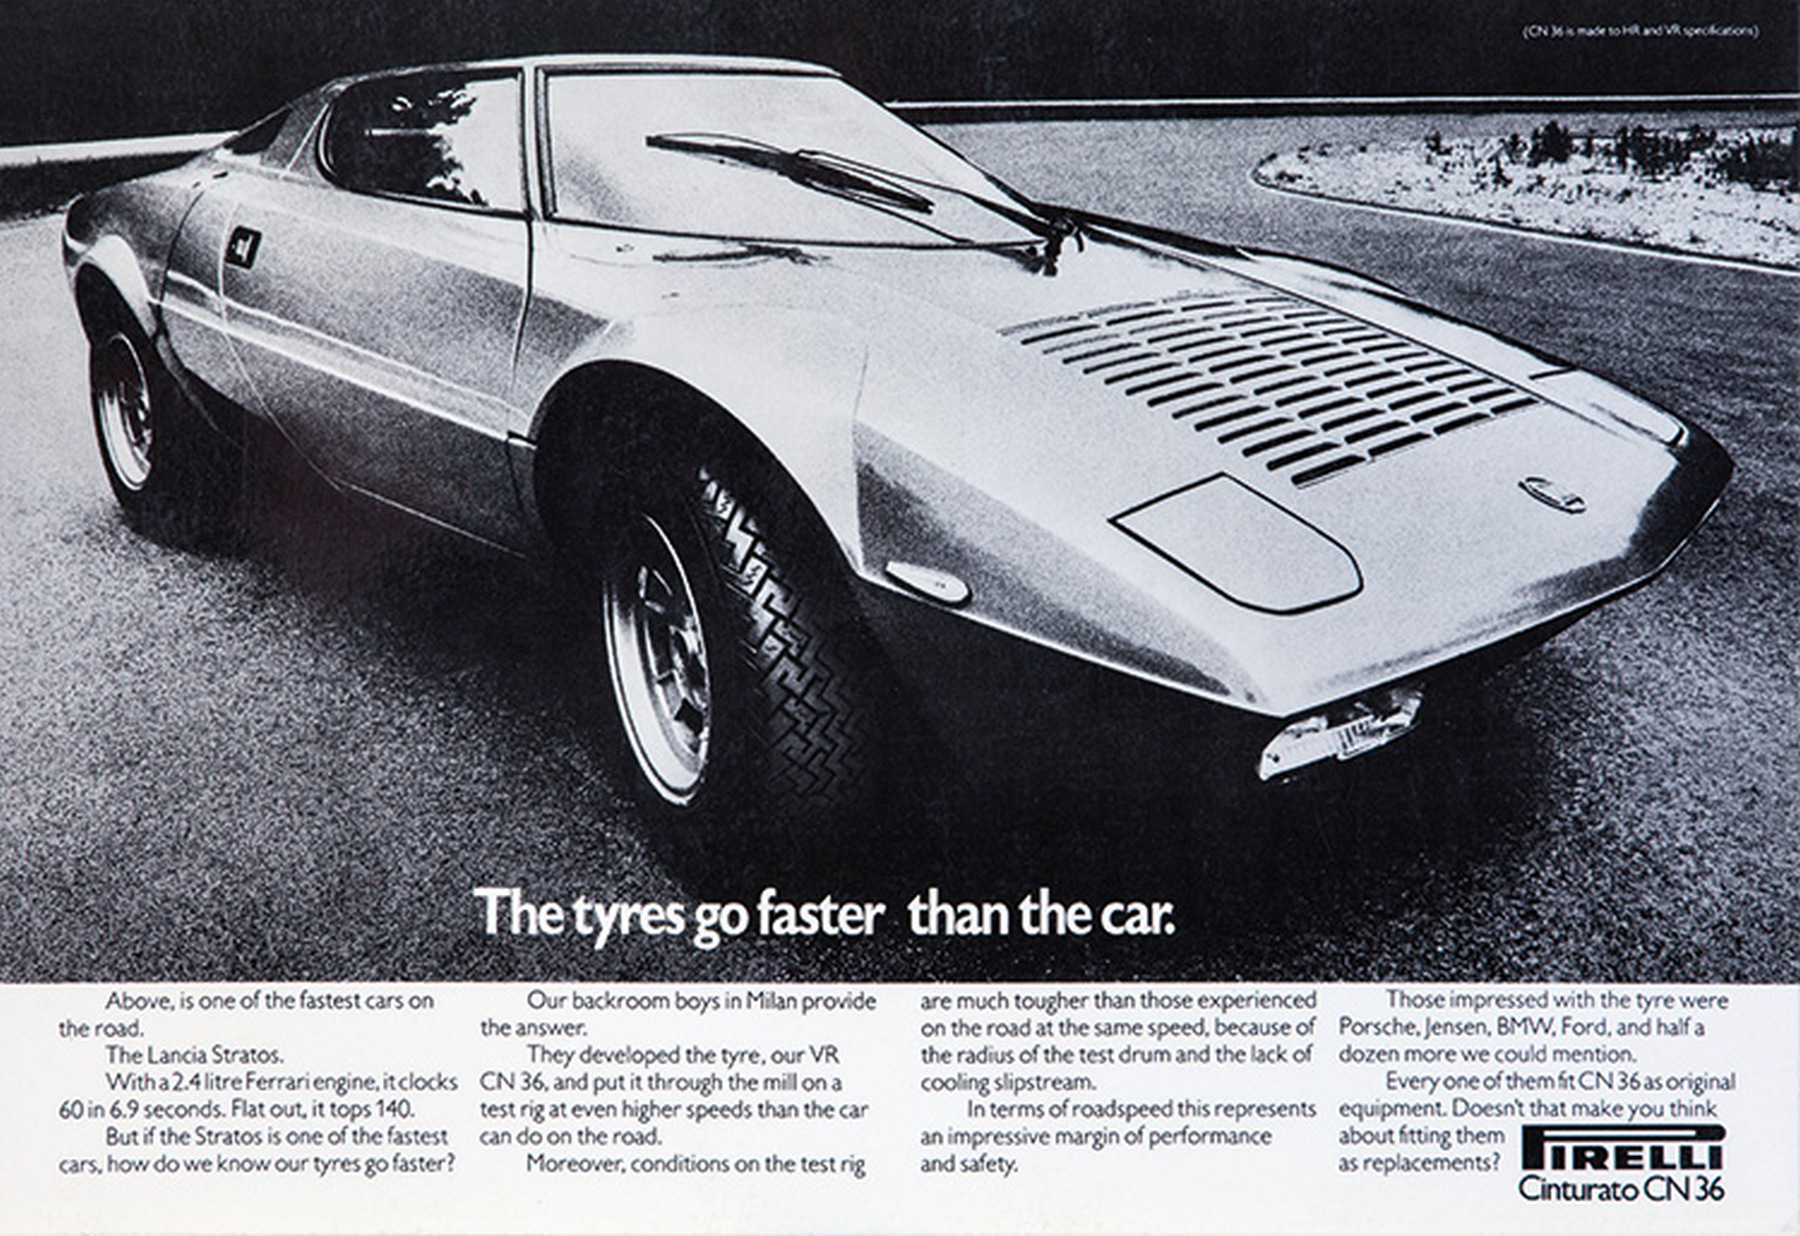 (CN 36 is made to HR and VR specifications)
The tyres go faster than the car.
Above, is one of the fastest cars on
the road.
The Lancia Stratos.
With a 2.4 litre Ferrari engine, it clocks
60 in 6.9 seconds. Flat out, it tops 140.
But if the Stratos is one of the fastest
cars, how do we know our tyres go faster?
Our backroom boys in Milan provide
the answer.
They developed the tyre, our VR
CN 36, and put it through the mill on a
test rig at even higher speeds than the car
can do on the road.
Moreover, conditions on the test rig
are much tougher than those experienced
on the road at the same speed, because of
the radius of the test drum and the lack of
cooling slipstream.
In terms of roadspeed this represents
an impressive margin of performance
and safety.
Those impressed with the tyre were
Porsche, Jensen, BMW, Ford, and half a
dozen more we could mention.
Every one of them fit CN 36 as original
equipment. Doesn't that make you think
about fitting them
as replacements?
PIRELLI
Cinturato CN 36